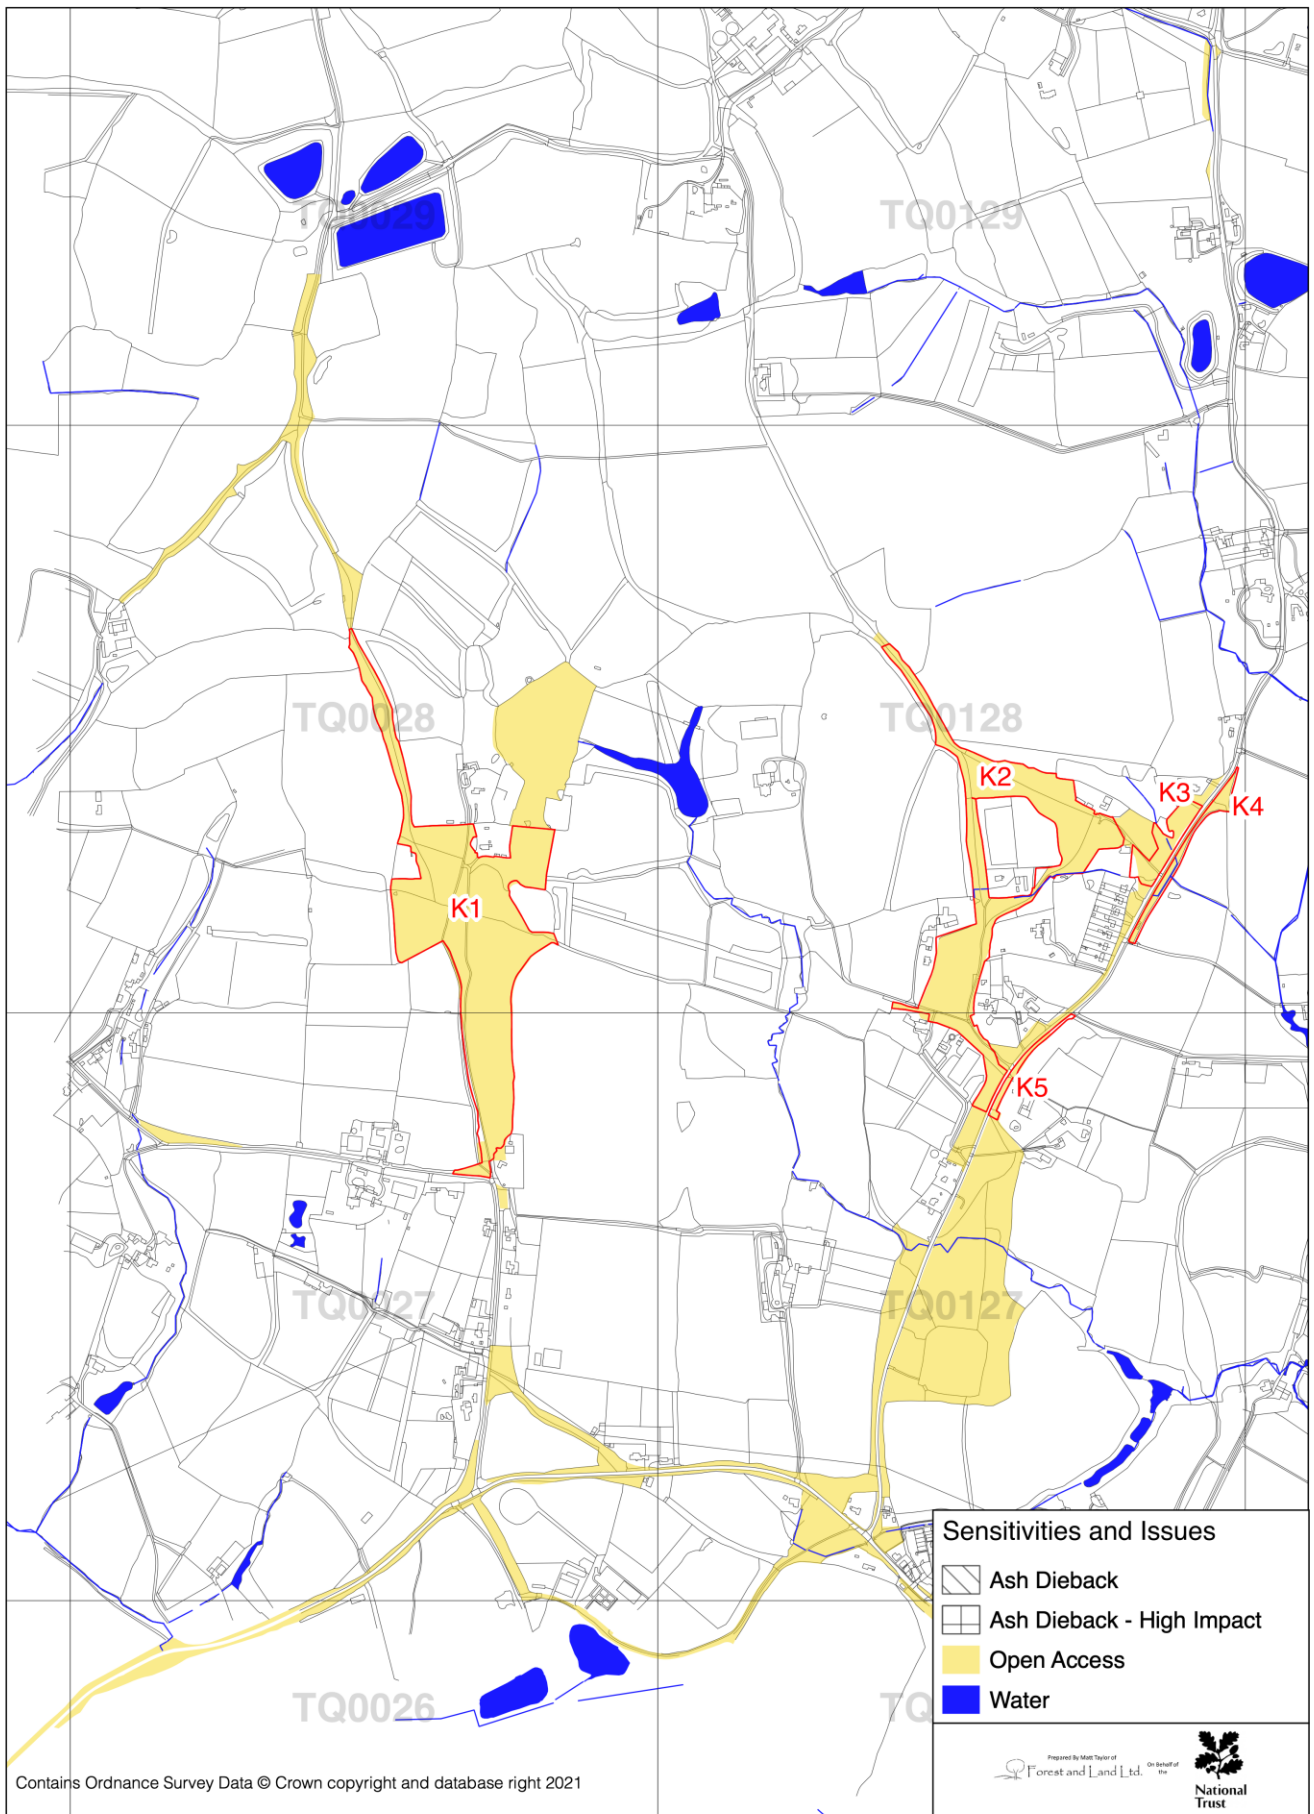 TQ0029
TQ0129
TQ0028
TQ0128
K2
K3
K4
K1
K5
TQ0027
TQ0127
Sensitivities and Issues
Ash Dieback
Ash Dieback - High Impact
Open Access
Water
TQ0026
TQ
Prepared By Matt Taylor of
Forest and Land Ltd.
On Behalf of
the
National
Trust
Contains Ordnance Survey Data © Crown copyright and database right 2021